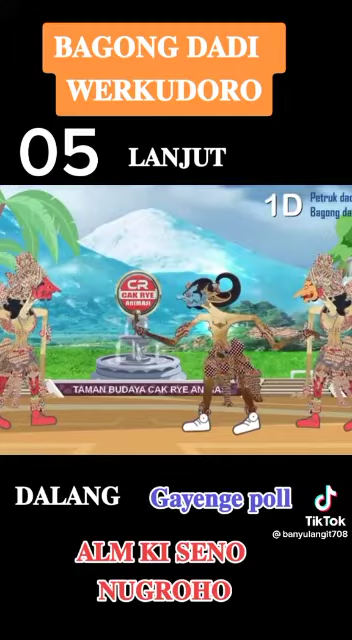 BAGONG DADI
WERKUDORO
05 LANJUT
1D Petruk dad
Bagong da
CR
CAK RYE
ANIMASI
TAMAN BUDAYA CAK RYE AN
DALANG Gayenge poll
TikTok
@banyulangit708
ALM KI SENO
NUGROHO